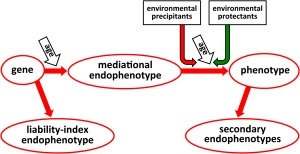 environmental
precipitants
environmental
protectants
age
age
gene
mediational
endophenotype
phenotype
liability-index
endophenotype
secondary
endophenotypes